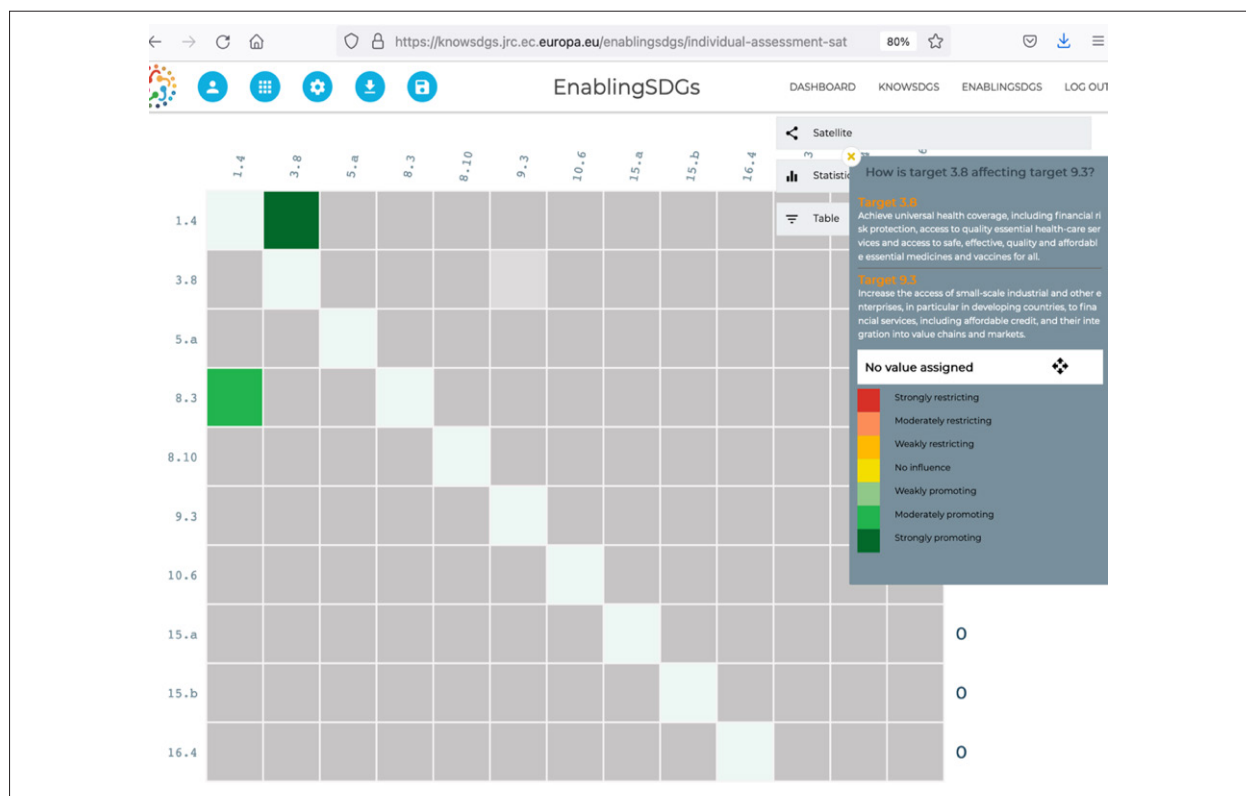 https://knowsdgs.jrc.ec.europa.eu/enablingsdgs/individual-assessment-sat 80%
EnablingSDGs DASHBOARD KNOWSDGS ENABLINGSDGS LOG OUT
Satellite
Statistic
Table
1.4 3.8 5.a 8.3 8.10 9.3 10.6 15.a 15.b 16.4
1.4
3.8
5.a
8.3
8.10
9.3
10.6
15.a 0
15.b 0
16.4 0
How is target 3.8 affecting target 9.3?
Target 3.8
Achieve universal health coverage, including financial ri
sk protection, access to quality essential health-care ser
vices and access to safe, effective, quality and affordabl
e essential medicines and vaccines for all.
Target 9.3
Increase the access of small-scale industrial and other e
nterprises, in particular in developing countries, to fina
ncial services, including affordable credit, and their inte
gration into value chains and markets.
No value assigned
Strongly restricting
Moderately restricting
Weakly restricting
No influence
Weakly promoting
Moderately promoting
Strongly promoting